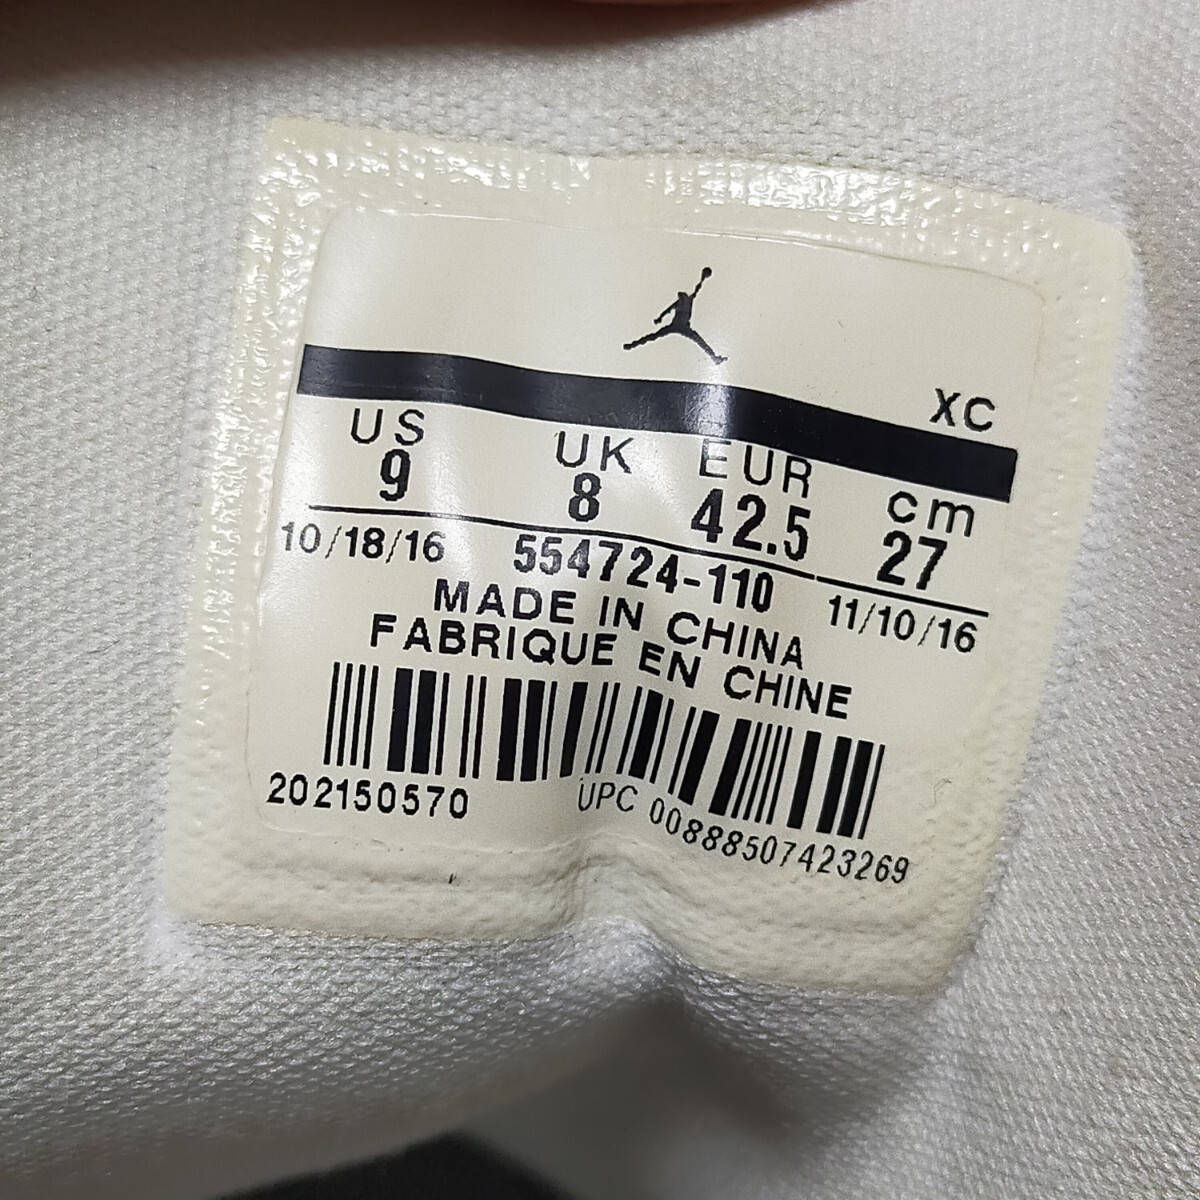 XC
US UK EUR cm
9 8 42.5 27
10/18/16 554724-110 11/10/16
MADE IN CHINA
FABRIQUE EN CHINE
202150570 UPC 00888507423269